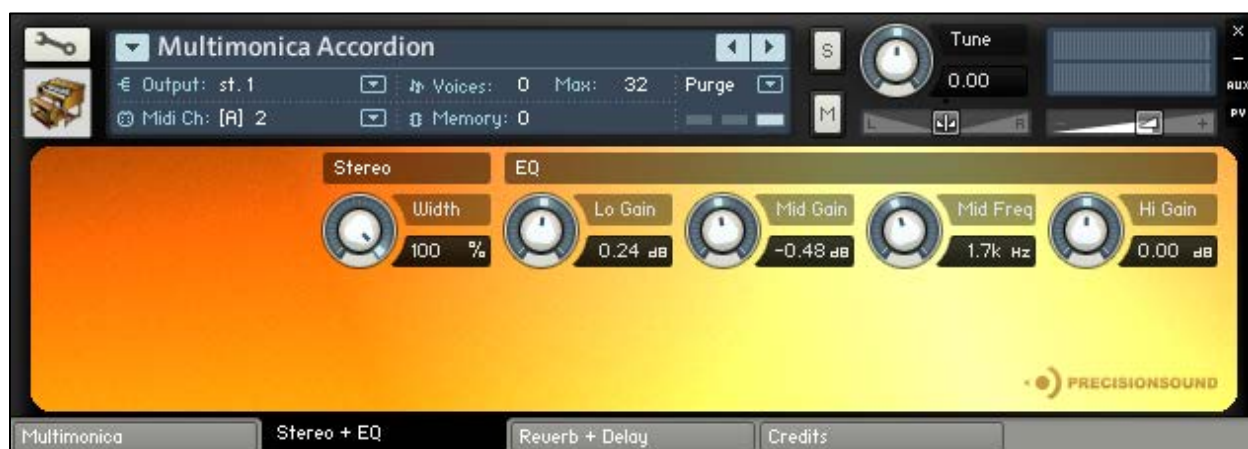 Multimonica Accordion
Output: st. 1
Voices: 0 Max: 32 Purge
Midi Ch: [A] 2
Memory: 0
S
M
Tune
0.00
L R
- +
×
-
AUX
PV
Stereo EQ
Width Lo Gain Mid Gain Mid Freq Hi Gain
100 % 0.24 dB -0.48 dB 1.7k Hz 0.00 dB
PRECISIONSOUND
Multimonica Stereo + EQ Reverb + Delay Credits